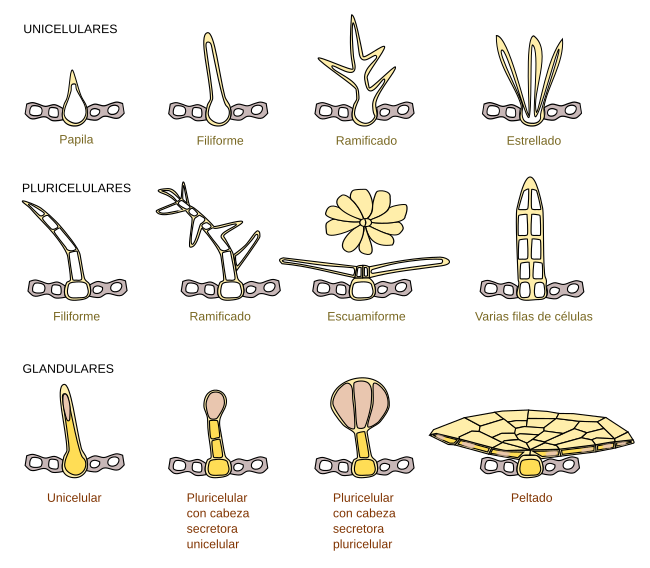 UNICELULARES
Papila
Filiforme
Ramificado
Estrellado
PLURICELULARES
Filiforme
Ramificado
Escuamiforme
Varias filas de células
GLANDULARES
Unicelular
Pluricelular
con cabeza
secretora
unicelular
Pluricelular
con cabeza
secretora
pluricelular
Peltado